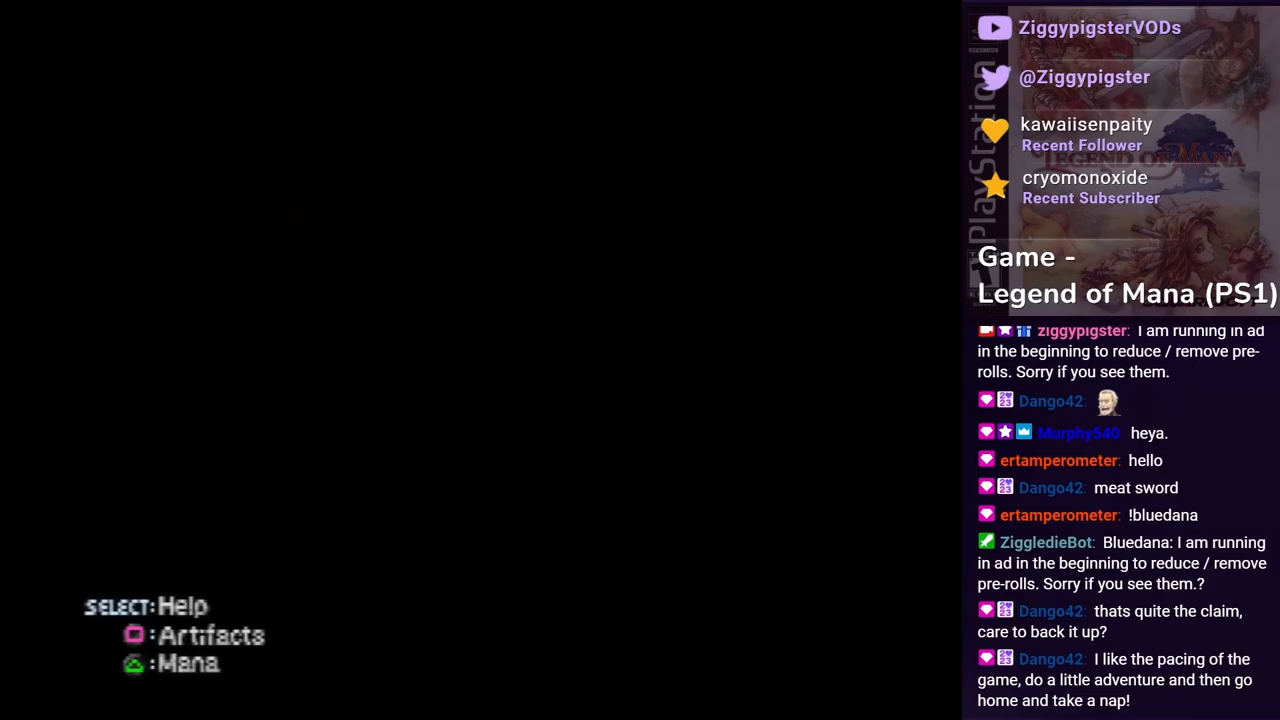 SELECT:Help
:Artifacts
:Mana
ZiggypigsterVODs
@Ziggypigster
kawaiisenpaity
Recent Follower
cryomonoxide
Recent Subscriber
PlayStation
LEGEND OF MANA
Game -
Legend of Mana (PS1)
ziggypigster: I am running in ad
in the beginning to reduce / remove pre-
rolls. Sorry if you see them.
Dango42:
Murphy540 heya.
ertamperometer: hello
Dango42: meat sword
ertamperometer: !bluedana
ZiggledieBot: Bluedana: I am running
in ad in the beginning to reduce / remove
pre-rolls. Sorry if you see them.?
Dango42: thats quite the claim,
care to back it up?
Dango42: I like the pacing of the
game, do a little adventure and then go
home and take a nap!